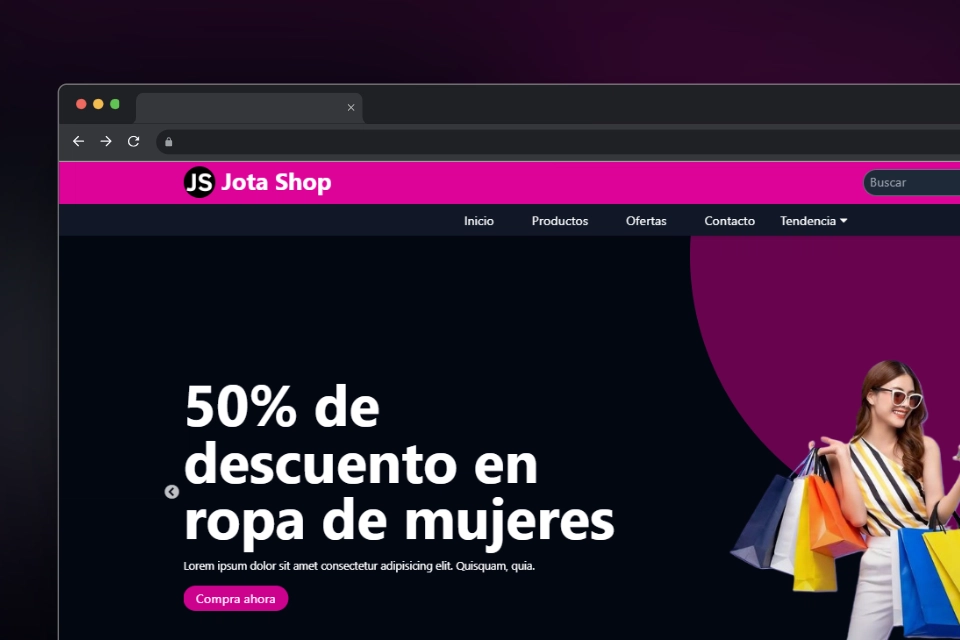 JS Jota Shop
Buscar
Inicio Productos Ofertas Contacto Tendencia
50% de
descuento en
ropa de mujeres
Lorem ipsum dolor sit amet consectetur adipisicing elit. Quisquam, quia.
Compra ahora